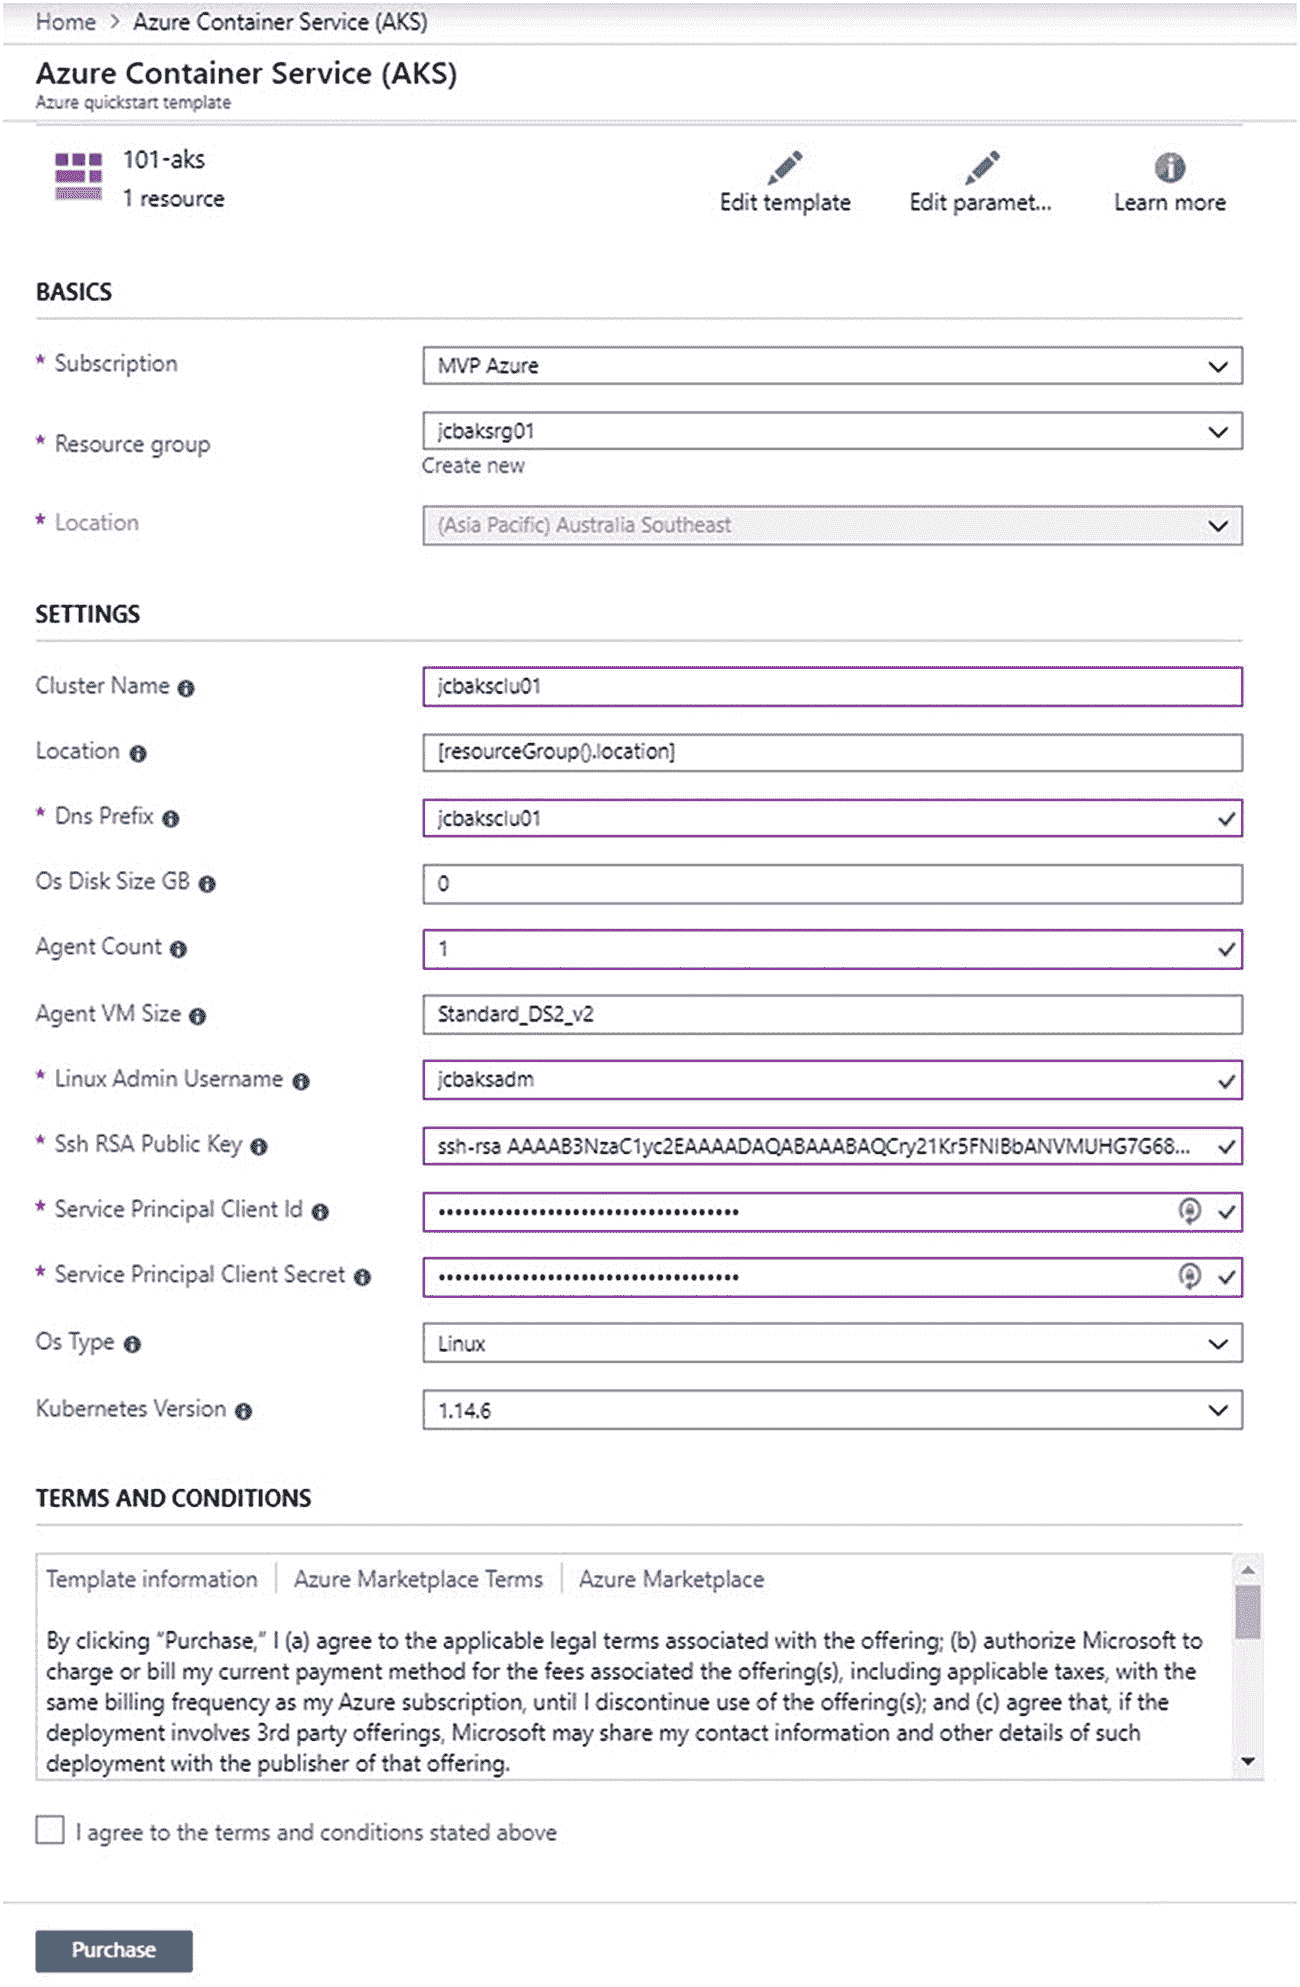 Home > Azure Container Service (AKS)
Azure Container Service (AKS)
Azure quickstart template
101-aks
1 resource
Edit template
Edit paramet...
Learn more
BASICS
* Subscription
MVP Azure
* Resource group
jcbaksrg01
Create new
* Location
(Asia Pacific) Australia Southeast
SETTINGS
Cluster Name
jcbaksclu01
Location
[resourceGroup().location]
* Dns Prefix
jcbaksclu01
Os Disk Size GB
0
Agent Count
1
Agent VM Size
Standard_DS2_v2
* Linux Admin Username
jcbaksadm
* Ssh RSA Public Key
ssh-rsa AAAAB3NzaC1yc2EAAAADAQABAAABAQCry21Kr5FNIBbANVMUHG7G68...
* Service Principal Client Id
* Service Principal Client Secret
Os Type
Linux
Kubernetes Version
1.14.6
TERMS AND CONDITIONS
Template information | Azure Marketplace Terms | Azure Marketplace
By clicking “Purchase,” I (a) agree to the applicable legal terms associated with the offering; (b) authorize Microsoft to
charge or bill my current payment method for the fees associated the offering(s), including applicable taxes, with the
same billing frequency as my Azure subscription, until I discontinue use of the offering(s); and (c) agree that, if the
deployment involves 3rd party offerings, Microsoft may share my contact information and other details of such
deployment with the publisher of that offering.
I agree to the terms and conditions stated above
Purchase